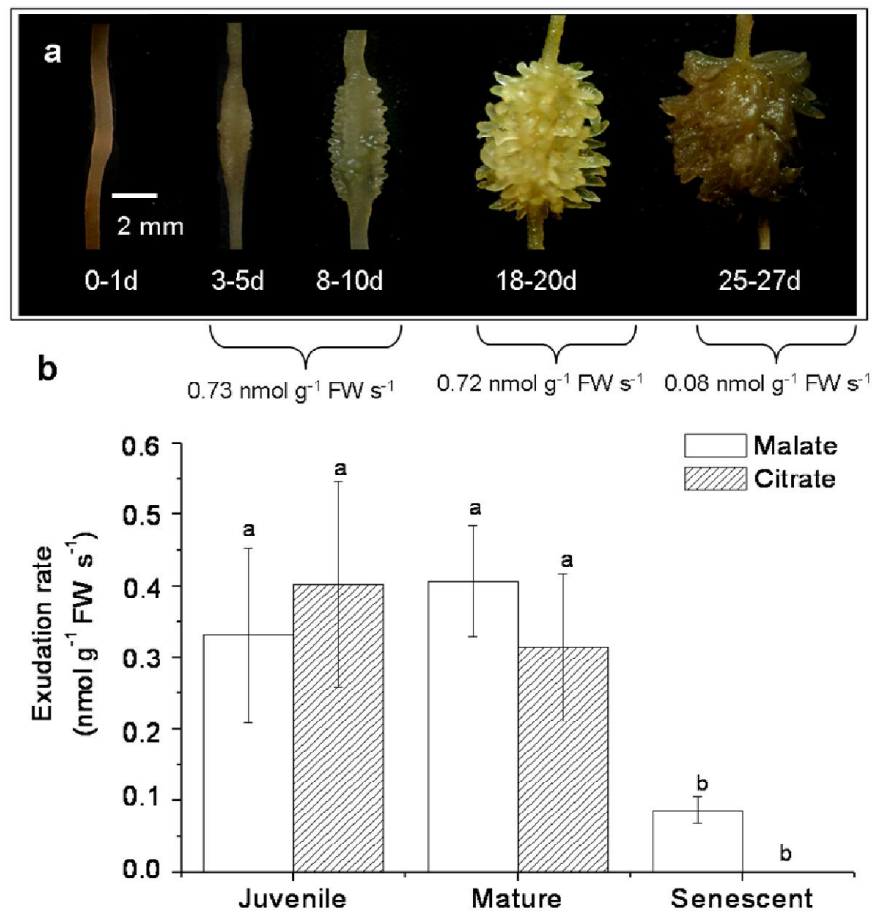 a
2 mm
0-1d 3-5d 8-10d 18-20d 25-27d
b
0.73 nmol g⁻¹ FW s⁻¹ 0.72 nmol g⁻¹ FW s⁻¹ 0.08 nmol g⁻¹ FW s⁻¹
Exudation rate
(nmol g⁻¹ FW s⁻¹)
0.6
0.5
0.4
0.3
0.2
0.1
0.0
Malate
Citrate
a a a a b b
Juvenile Mature Senescent